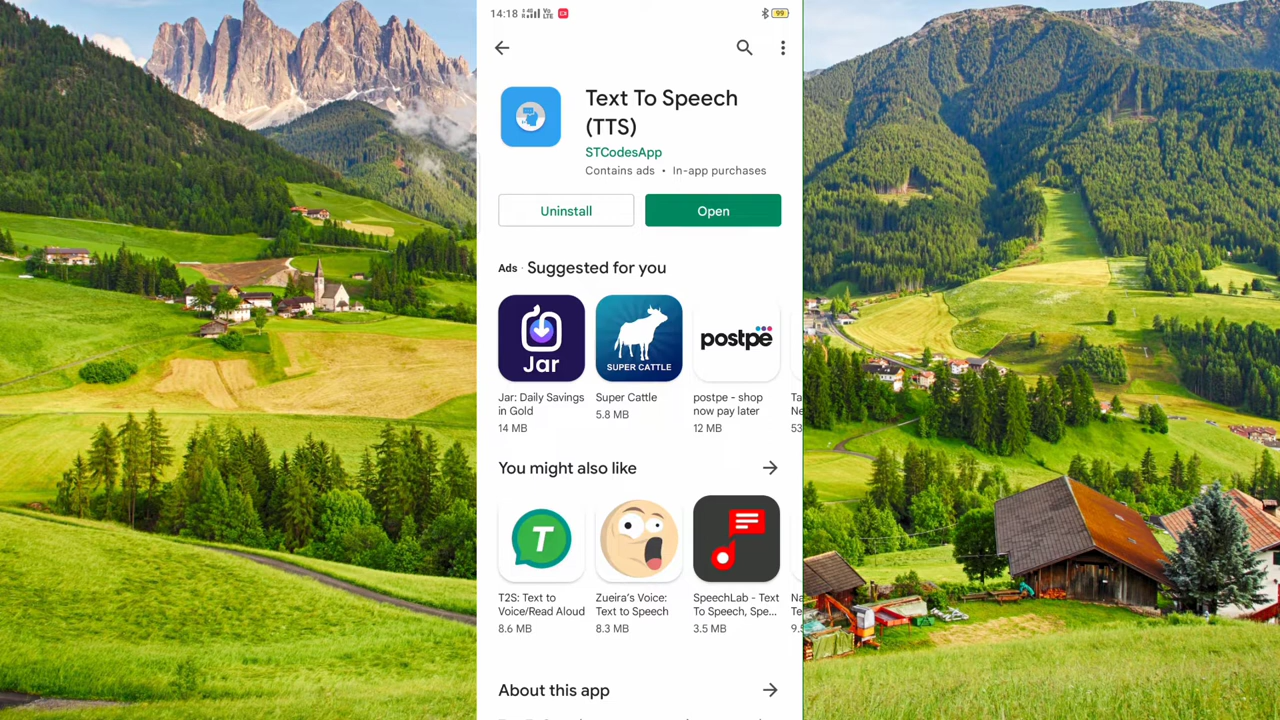 14:18
99
Text To Speech
(TTS)
STCodesApp
Contains ads • In-app purchases
Uninstall
Open
Ads · Suggested for you
Jar
SUPER CATTLE
postpe
Jar: Daily Savings
in Gold
14 MB
Super Cattle
5.8 MB
postpe - shop
now pay later
12 MB
53
You might also like
T
T2S: Text to
Voice/Read Aloud
8.6 MB
Zueira's Voice:
Text to Speech
8.3 MB
SpeechLab - Text
To Speech, Spe...
3.5 MB
About this app